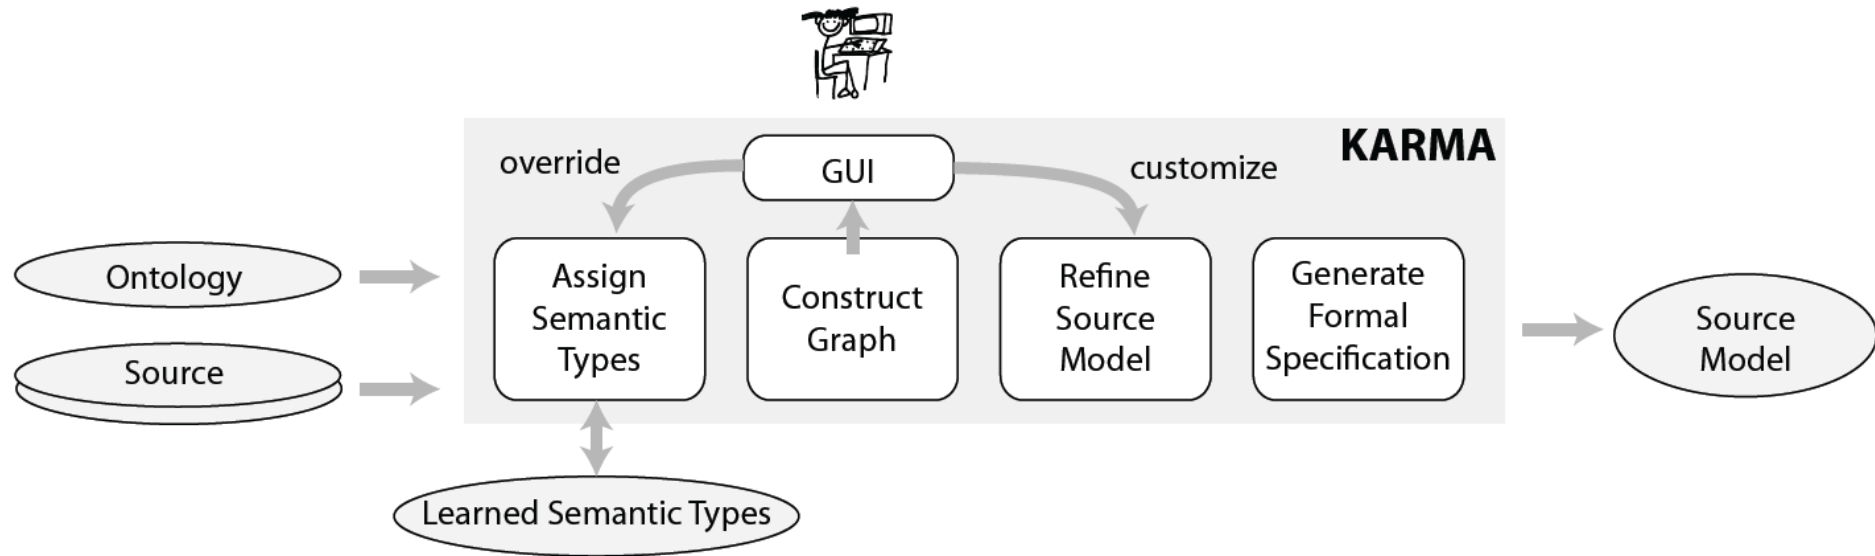 KARMA
override
GUI
customize
Ontology
Source
Assign
Semantic
Types
Construct
Graph
Refine
Source
Model
Generate
Formal
Specification
Source
Model
Learned Semantic Types